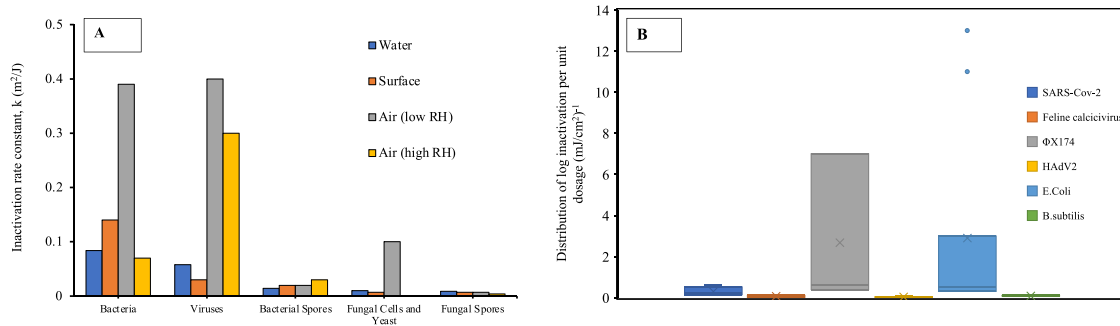 A
Inactivation rate constant, k (m²/J)
0.5
0.4
0.3
0.2
0.1
0
Water
Surface
Air (low RH)
Air (high RH)
Bacteria
Viruses
Bacterial Spores
Fungal Cells and
Yeast
Fungal Spores
B
Distribution of log inactivation per unit
dosage (mJ/cm²)-¹
14
12
10
8
6
4
2
0
SARS-Cov-2
Feline calcicivirus
ΦX174
HAdV2
E.Coli
B.subtilis